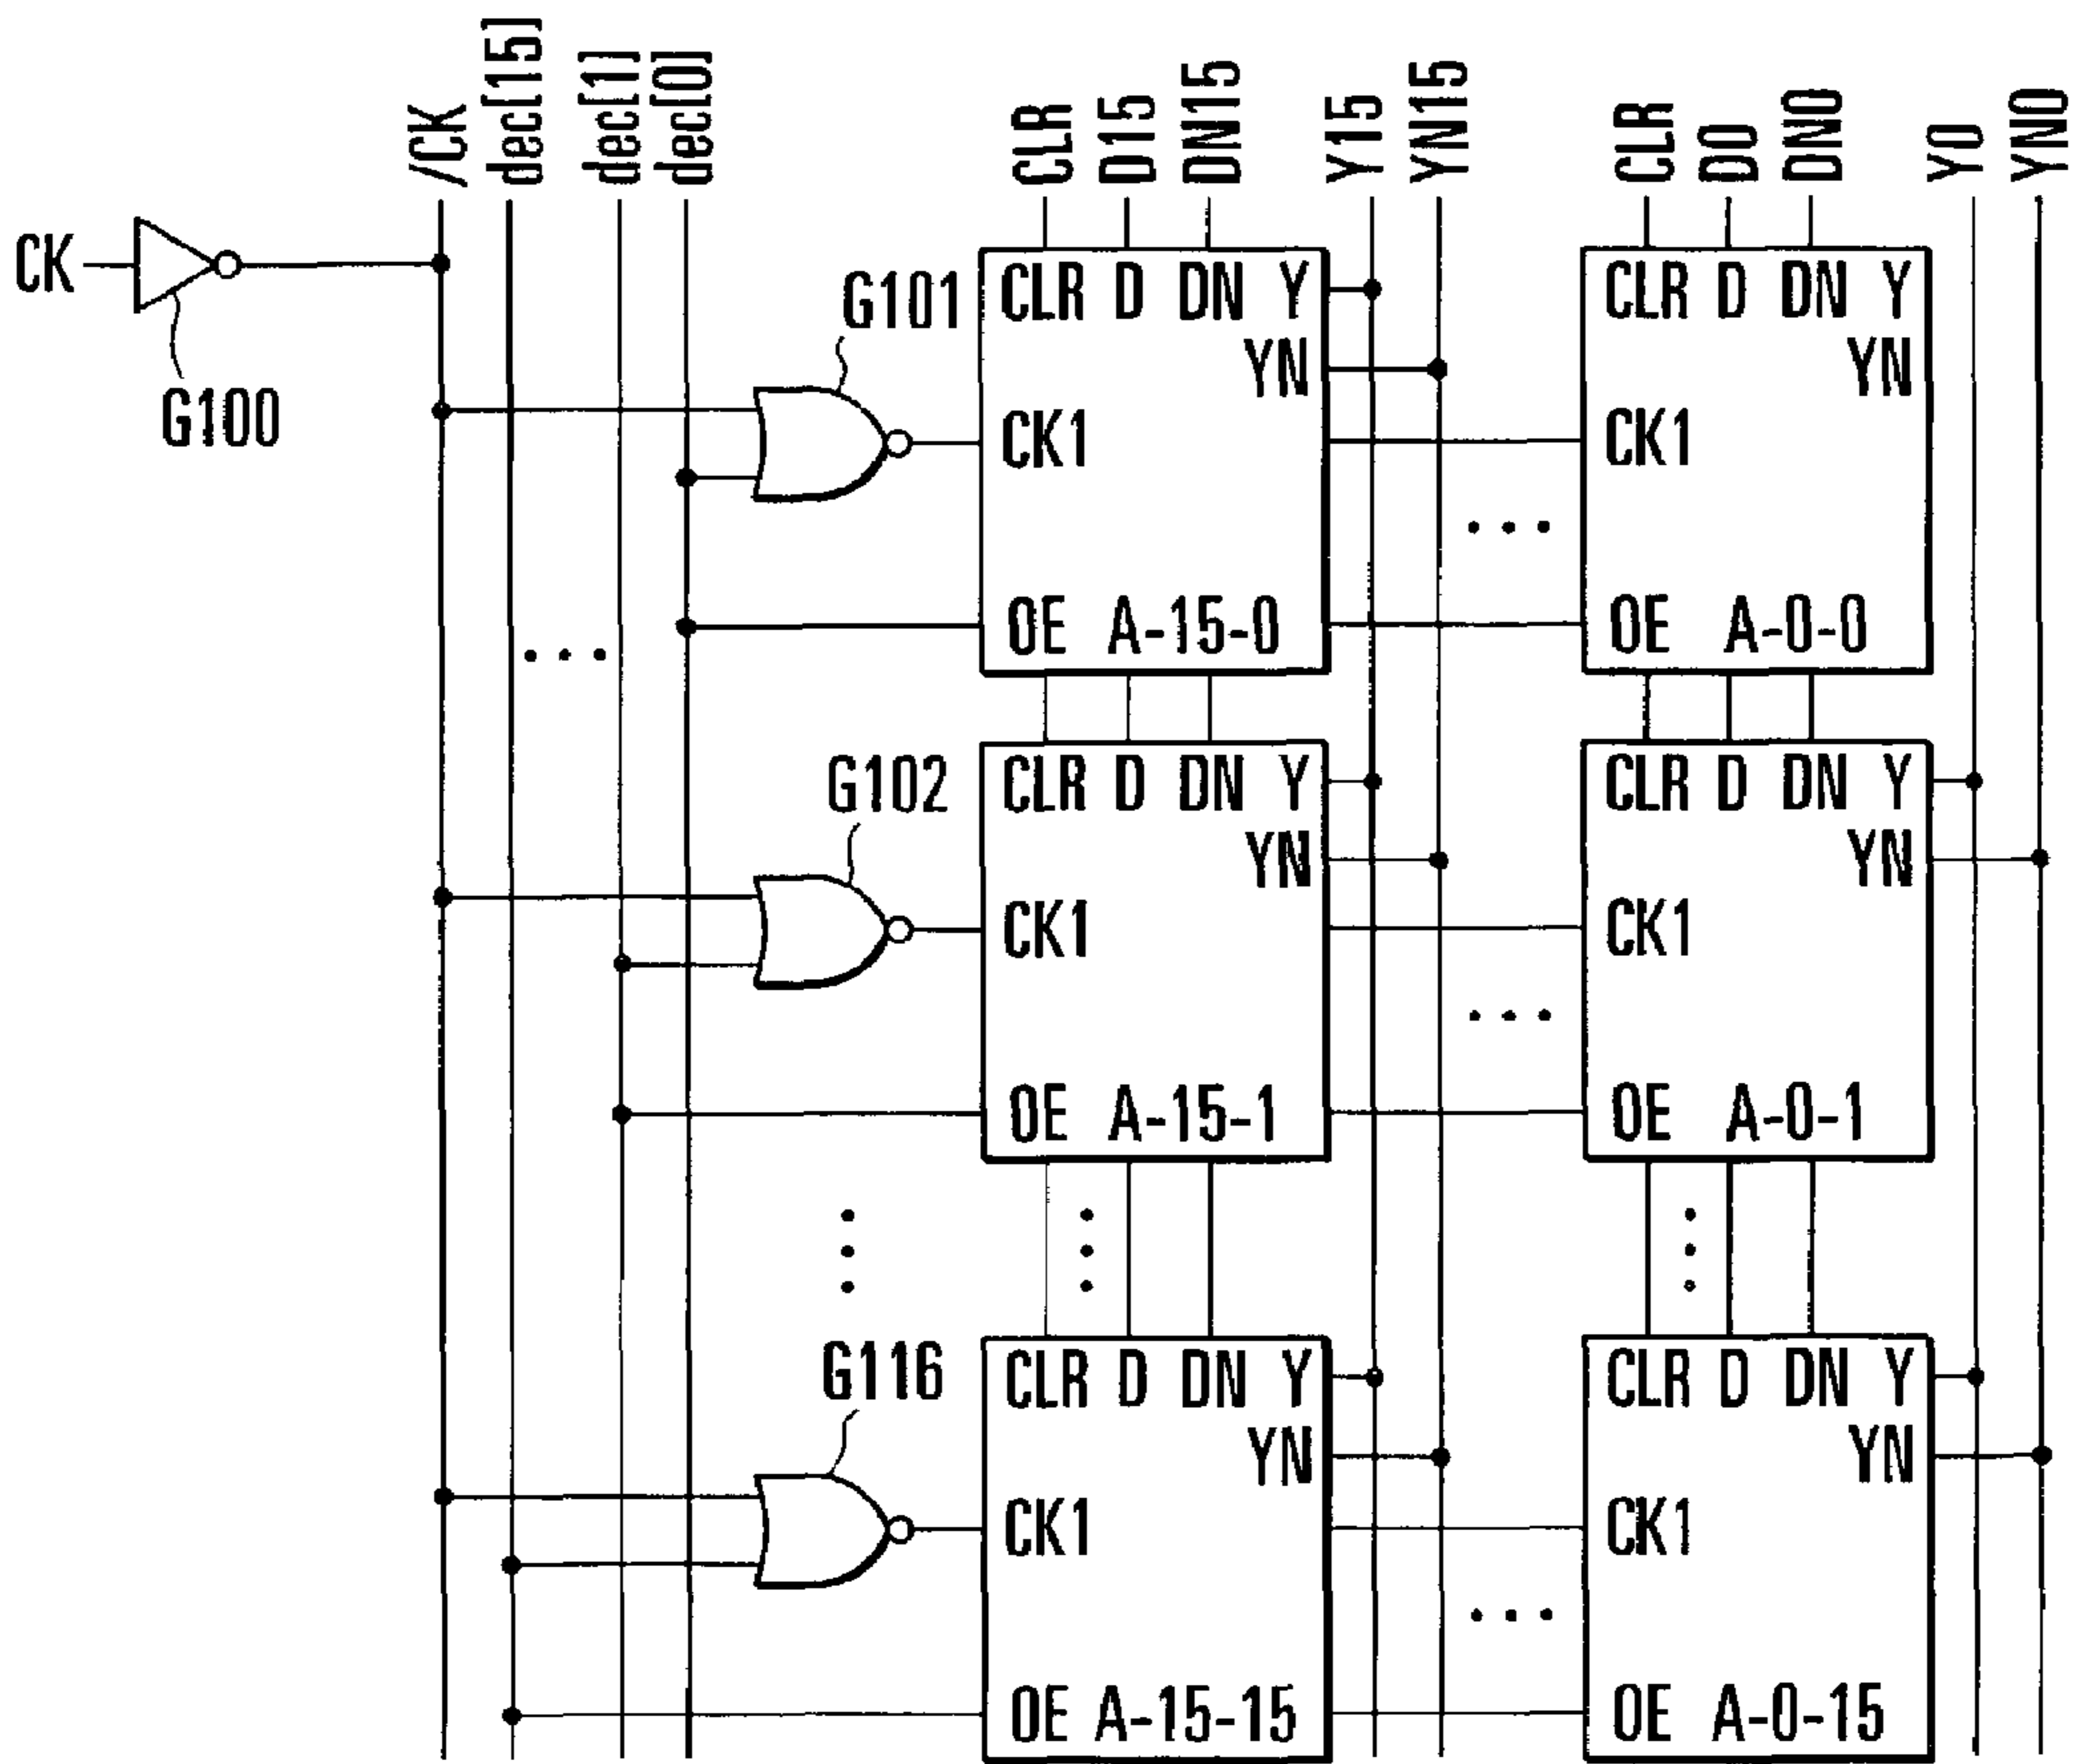 /CK
dec[15]
dec[1]
dec[0]
CLR
D15
DN15
Y15
YN15
CLR
D0
DN0
Y0
YN0
CK
G100
G101
CLR D DN Y
YN
CK1
OE A-15-0
CLR D DN Y
YN
CK1
OE A-0-0
G102
CLR D DN Y
YN
CK1
OE A-15-1
CLR D DN Y
YN
CK1
OE A-0-1
G116
CLR D DN Y
YN
CK1
OE A-15-15
CLR D DN Y
YN
CK1
OE A-0-15